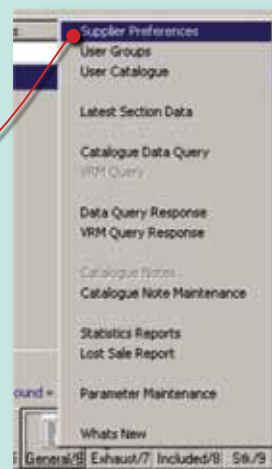 Supplier Preferences
User Groups
User Catalogue
Latest Section Data
Catalogue Data Query
VRM Query
Data Query Response
VRM Query Response
Catalogue Notes
Catalogue Note Maintenance
Statistics Reports
Lost Sale Report
ound =
Parameter Maintenance
Whats New
General/6 Exhaust/7 Included/8 Stk/9